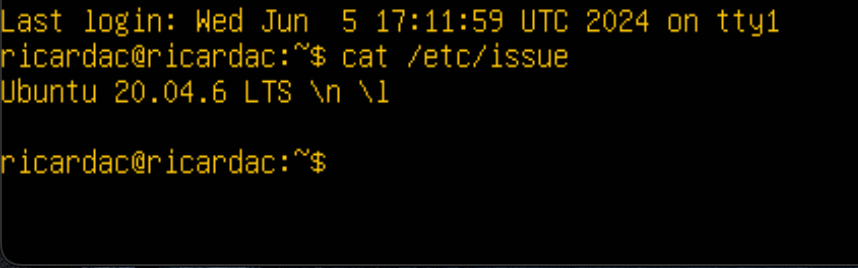 Last login: Wed Jun  5 17:11:59 UTC 2024 on tty1
ricardac@ricardac:~$ cat /etc/issue
Ubuntu 20.04.6 LTS \n \l
ricardac@ricardac:~$